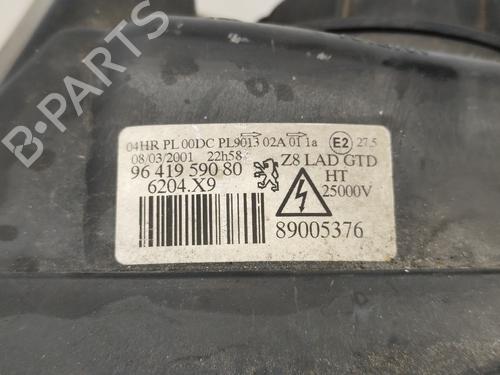 04HR PL 00DC PL9013 02A 01 1a E2 27.5
08/03/2001 22h58
96 419 590 80 Z8 LAD GTD
6204.X9 HT
25000V
89005376
B-PARTS